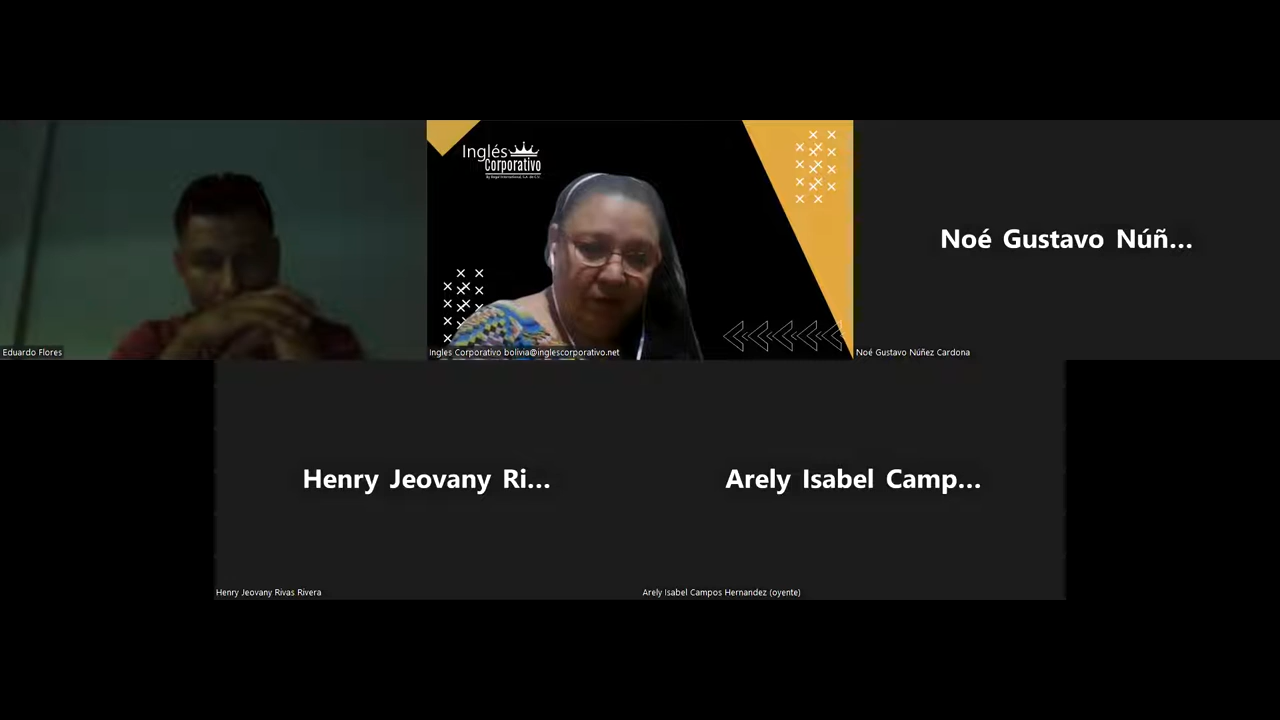 Inglés
Corporativo
Eduardo Flores
Ingles Corporativo bolivia@inglescorporativo.net
Noé Gustavo Núñ...
Noé Gustavo Núñez Cardona
Henry Jeovany Ri...
Arely Isabel Camp...
Henry Jeovany Rivas Rivera
Arely Isabel Campos Hernandez (oyente)